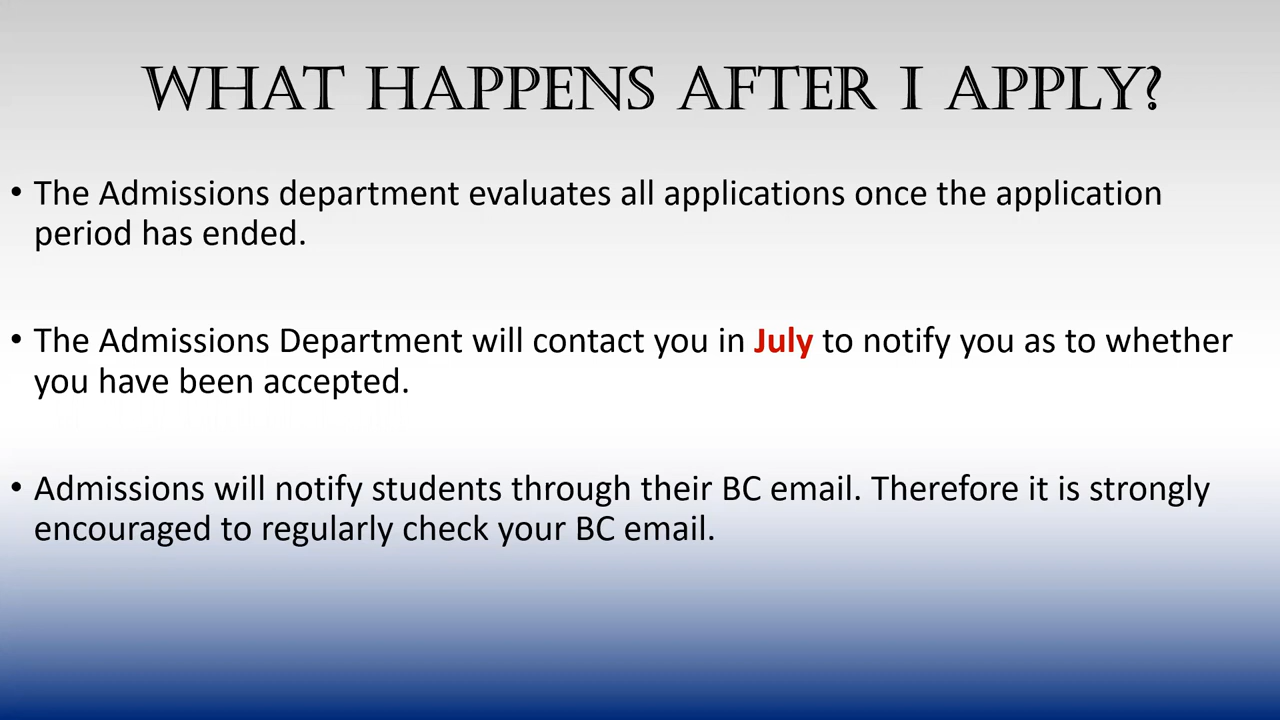 WHAT HAPPENS AFTER I APPLY?
• The Admissions department evaluates all applications once the application
period has ended.
• The Admissions Department will contact you in July to notify you as to whether
you have been accepted.
• Admissions will notify students through their BC email. Therefore it is strongly
encouraged to regularly check your BC email.